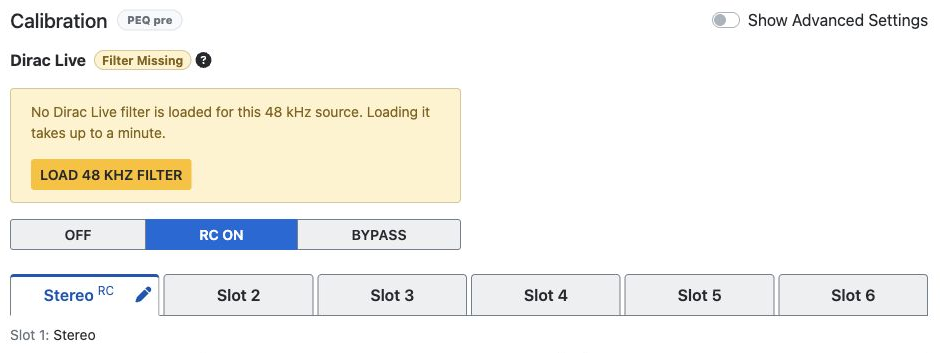 Calibration PEQ pre Show Advanced Settings
Dirac Live Filter Missing ?
No Dirac Live filter is loaded for this 48 kHz source. Loading it
takes up to a minute.
LOAD 48 KHZ FILTER
OFF RC ON BYPASS
Stereo RC Slot 2 Slot 3 Slot 4 Slot 5 Slot 6
Slot 1: Stereo